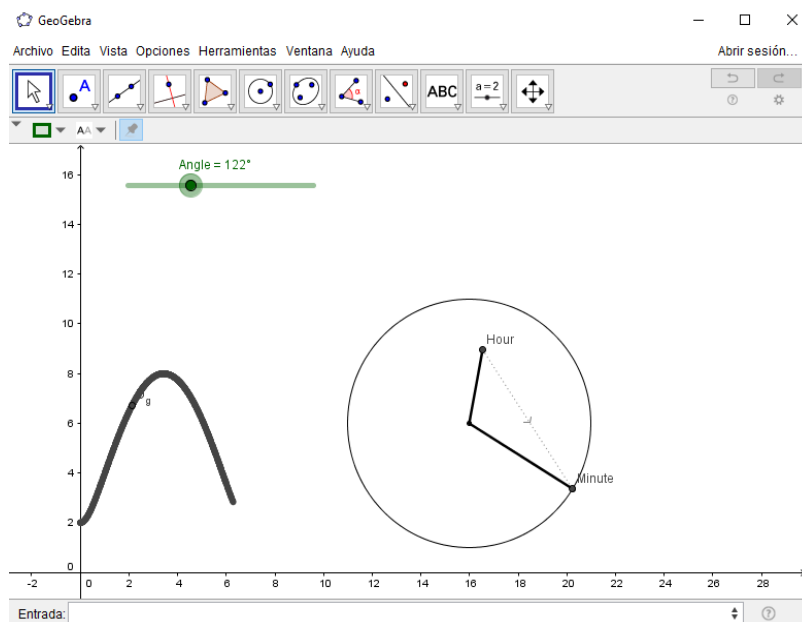 GeoGebra
Archivo Edita Vista Opciones Herramientas Ventana Ayuda Abrir sesión...
A α ABC a=2
AA
Angle = 122°
16
14
12
10
8
6
4
2
0
Hour
g
Minute
-2 0 2 4 6 8 10 12 14 16 18 20 22 24 26 28
Entrada: